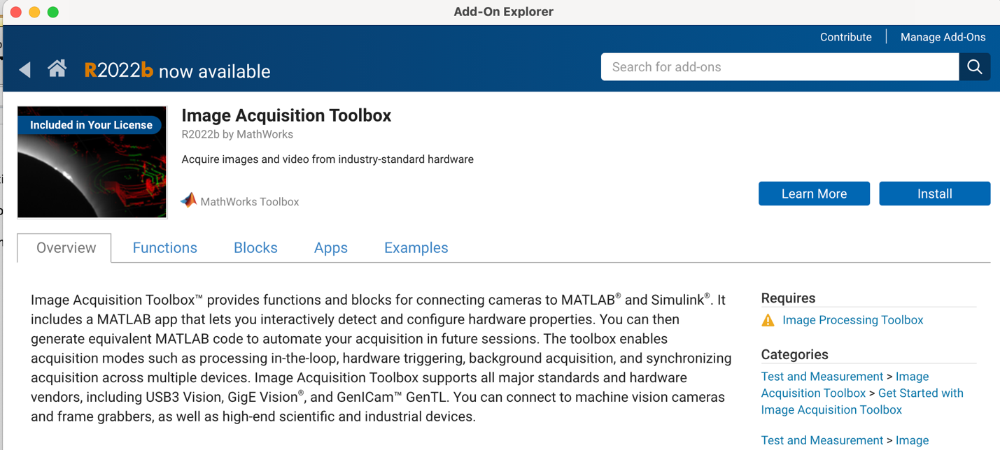 Add-On Explorer
Contribute
Manage Add-Ons
R2022b now available
Search for add-ons
Included in Your License
Image Acquisition Toolbox
R2022b by MathWorks
Acquire images and video from industry-standard hardware
MathWorks Toolbox
Learn More
Install
Overview
Functions
Blocks
Apps
Examples
Image Acquisition Toolbox™ provides functions and blocks for connecting cameras to MATLAB® and Simulink®. It
includes a MATLAB app that lets you interactively detect and configure hardware properties. You can then
generate equivalent MATLAB code to automate your acquisition in future sessions. The toolbox enables
acquisition modes such as processing in-the-loop, hardware triggering, background acquisition, and synchronizing
acquisition across multiple devices. Image Acquisition Toolbox supports all major standards and hardware
vendors, including USB3 Vision, GigE Vision®, and GenICam™ GenTL. You can connect to machine vision cameras
and frame grabbers, as well as high-end scientific and industrial devices.
Requires
Image Processing Toolbox
Categories
Test and Measurement > Image
Acquisition Toolbox > Get Started with
Image Acquisition Toolbox
Test and Measurement > Image